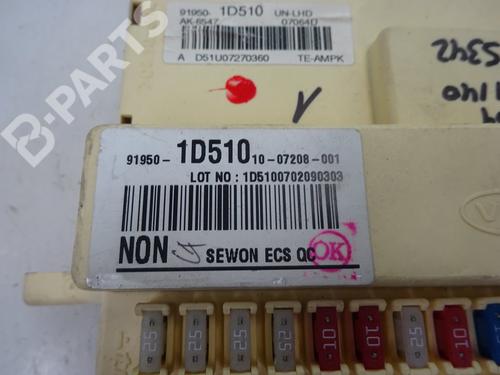 91950- 1D510 UN-LHD
AK-6547 07064D
A D51U07270360 TE-AMPK
91950- 1D510 10-07208-001
LOT NO : 1D5100702090303
NON SEWON ECS QC OK
25 25 25 10 10 25 10
B-PARTS